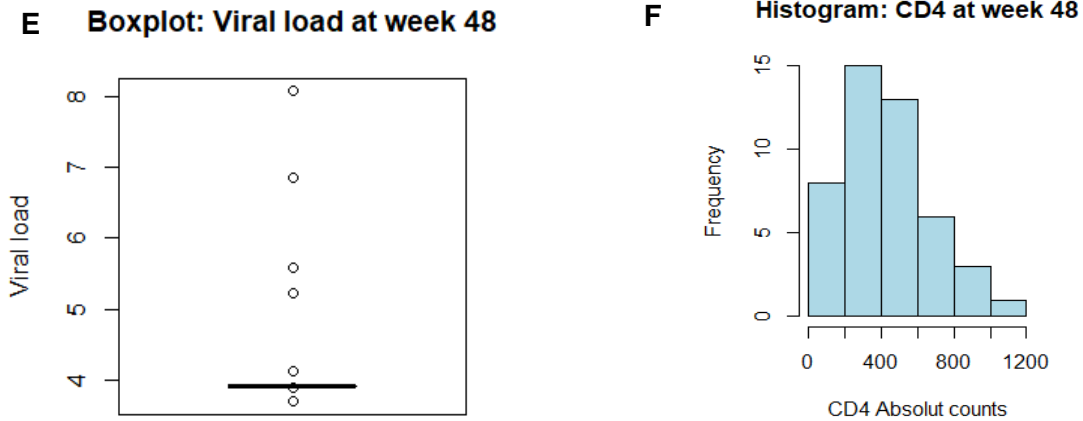 E
Boxplot: Viral load at week 48
8
7
6
5
4
Viral load
F
Histogram: CD4 at week 48
15
10
5
0
Frequency
0 400 800 1200
CD4 Absolut counts